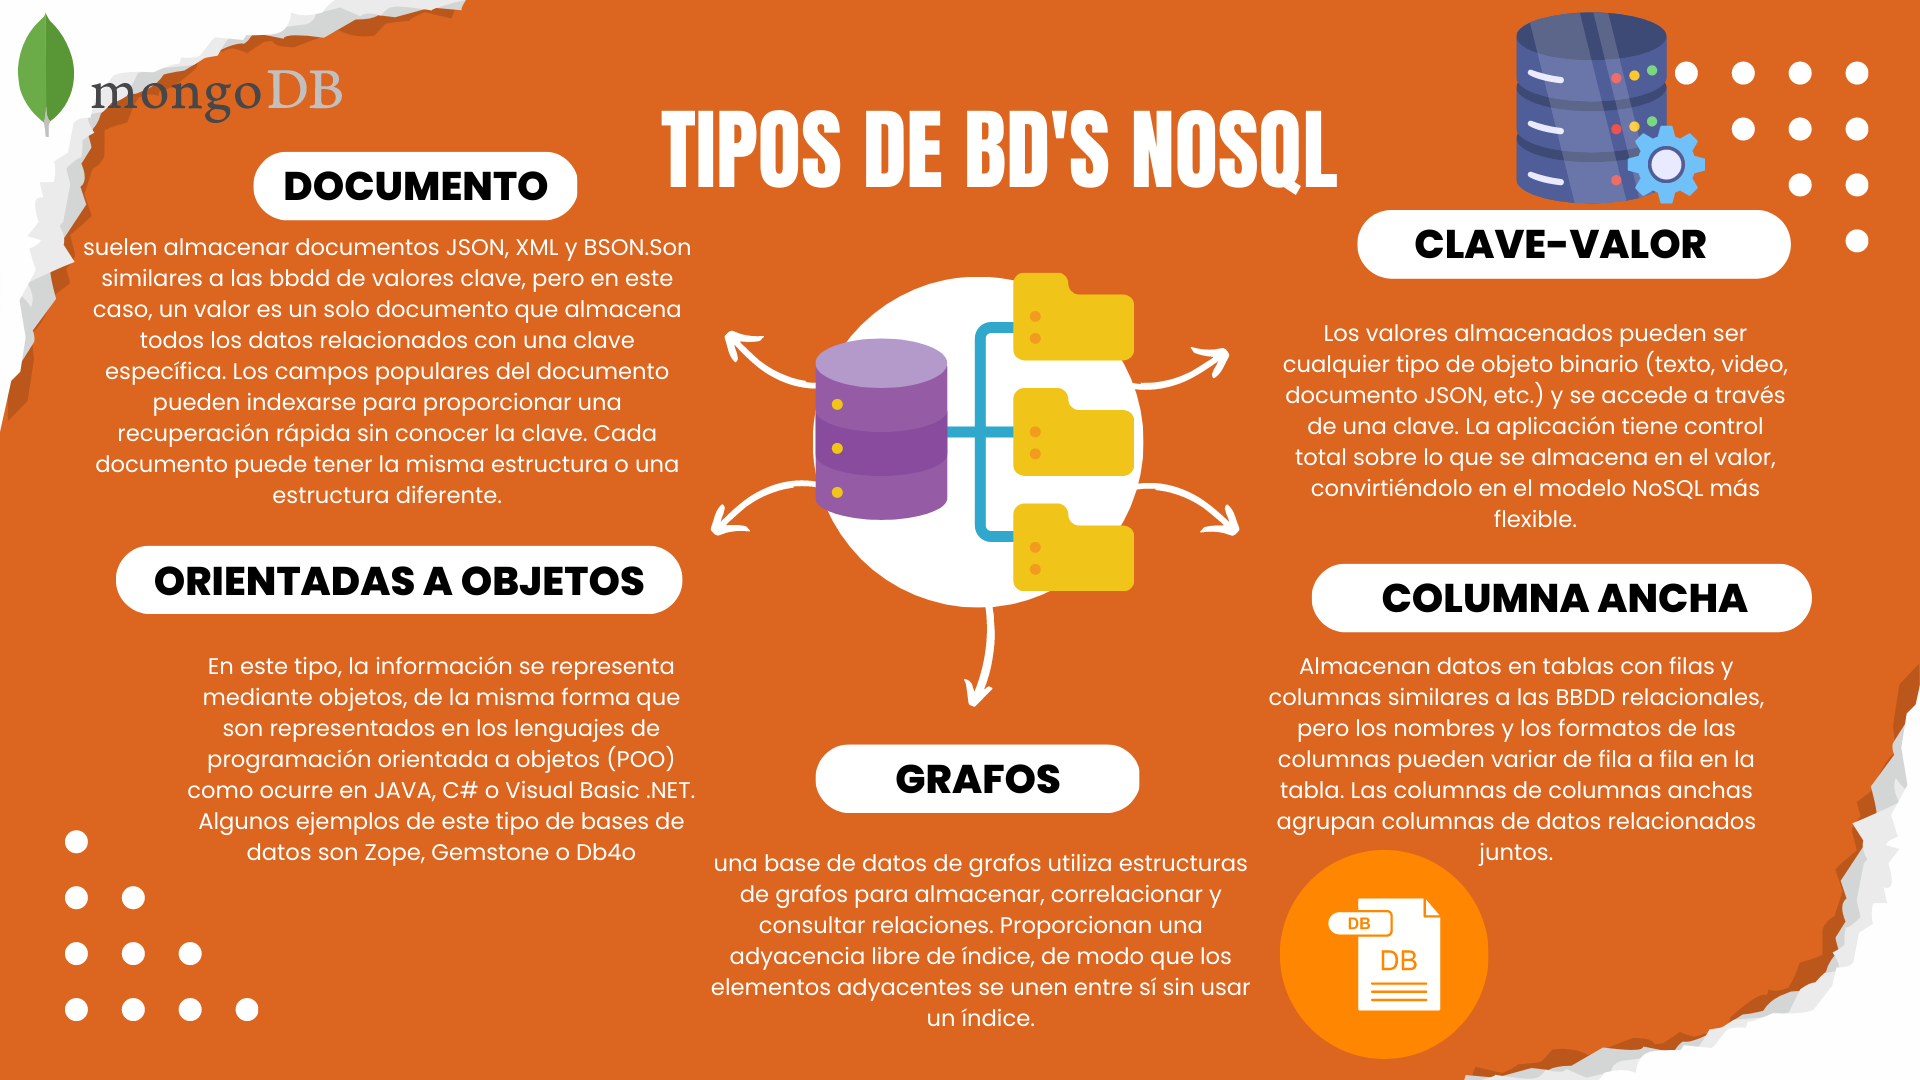 mongoDB
TIPOS DE BD'S NOSQL
DOCUMENTO
suelen almacenar documentos JSON, XML y BSON.Son
similares a las bbdd de valores clave, pero en este
caso, un valor es un solo documento que almacena
todos los datos relacionados con una clave
específica. Los campos populares del documento
pueden indexarse para proporcionar una
recuperación rápida sin conocer la clave. Cada
documento puede tener la misma estructura o una
estructura diferente.
CLAVE-VALOR
Los valores almacenados pueden ser
cualquier tipo de objeto binario (texto, video,
documento JSON, etc.) y se accede a través
de una clave. La aplicación tiene control
total sobre lo que se almacena en el valor,
convirtiéndolo en el modelo NoSQL más
flexible.
ORIENTADAS A OBJETOS
En este tipo, la información se representa
mediante objetos, de la misma forma que
son representados en los lenguajes de
programación orientada a objetos (POO)
como ocurre en JAVA, C# o Visual Basic .NET.
Algunos ejemplos de este tipo de bases de
datos son Zope, Gemstone o Db4o
COLUMNA ANCHA
Almacenan datos en tablas con filas y
columnas similares a las BBDD relacionales,
pero los nombres y los formatos de las
columnas pueden variar de fila a fila en la
tabla. Las columnas de columnas anchas
agrupan columnas de datos relacionados
juntos.
GRAFOS
una base de datos de grafos utiliza estructuras
de grafos para almacenar, correlacionar y
consultar relaciones. Proporcionan una
adyacencia libre de índice, de modo que los
elementos adyacentes se unen entre sí sin usar
un índice.
DB
DB